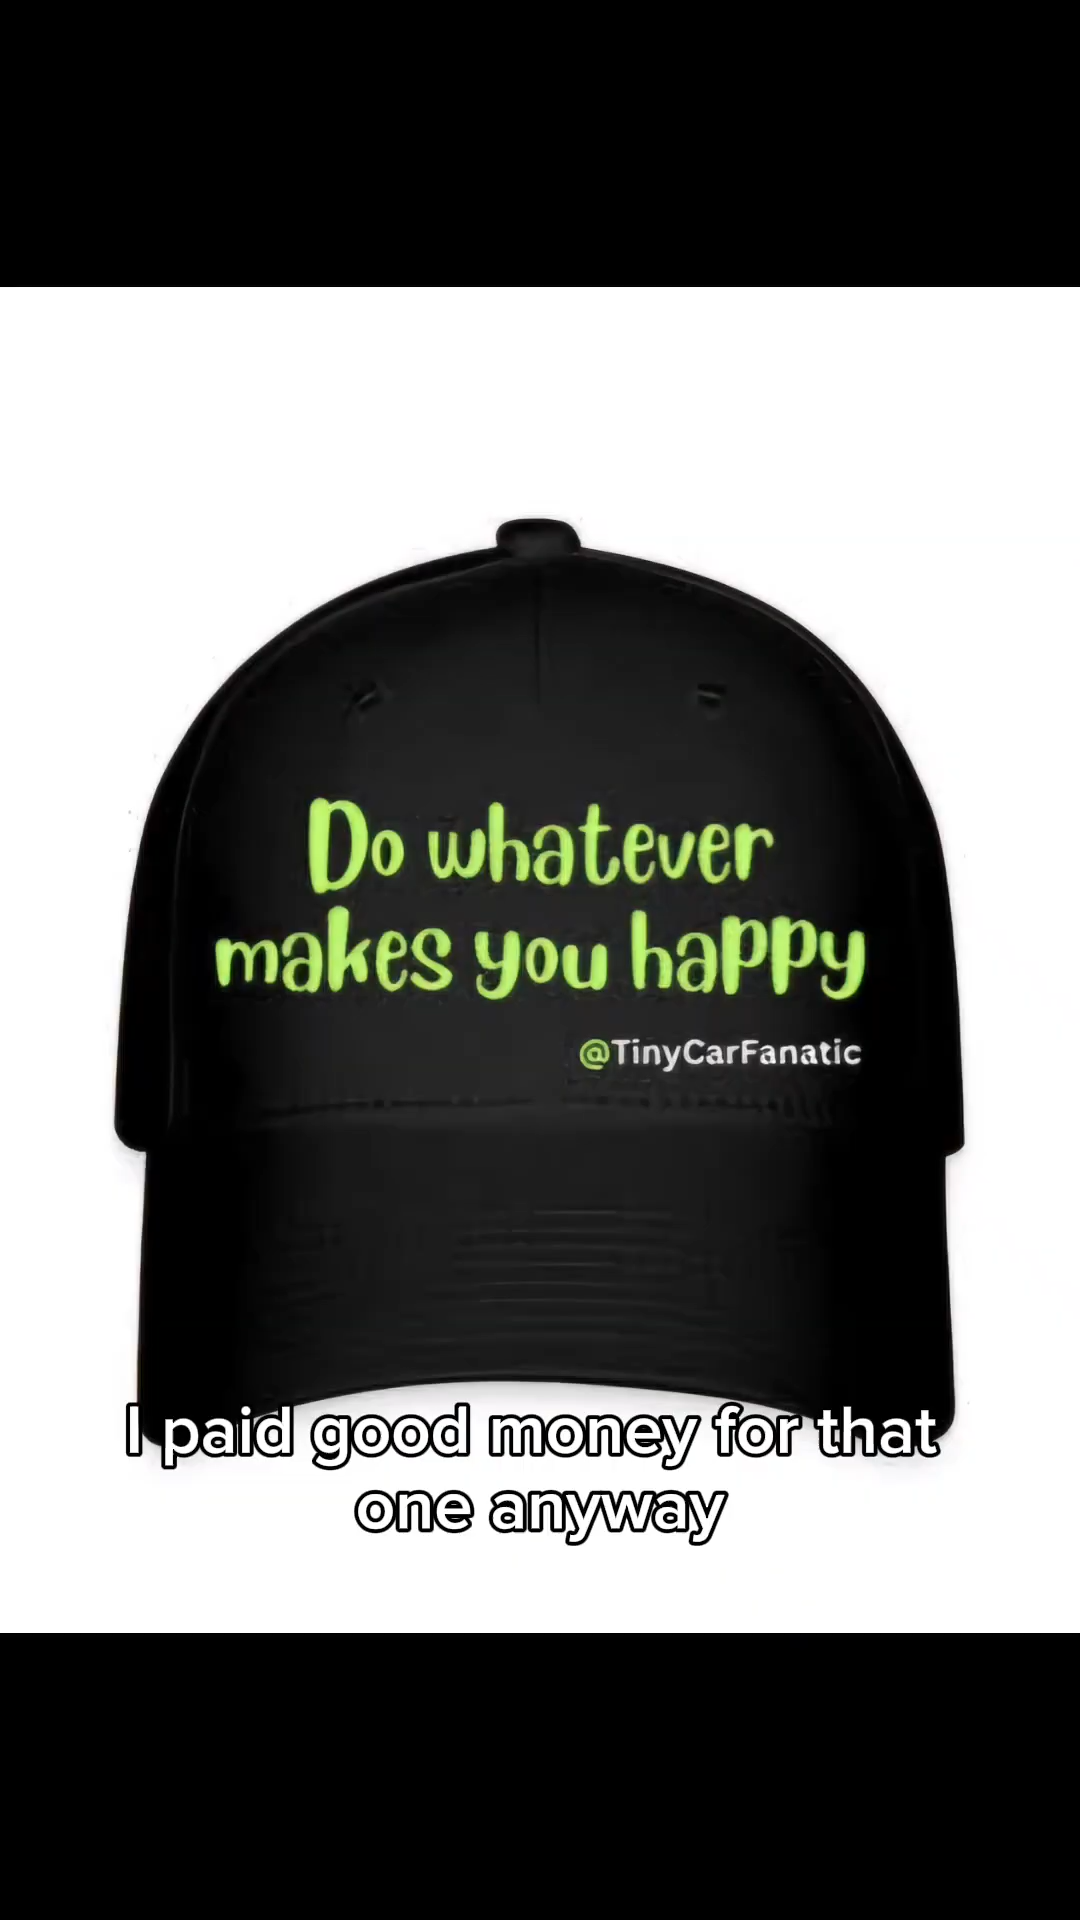 Do whatever
makes you happy
@TinyCarFanatic
I paid good money for that
one anyway